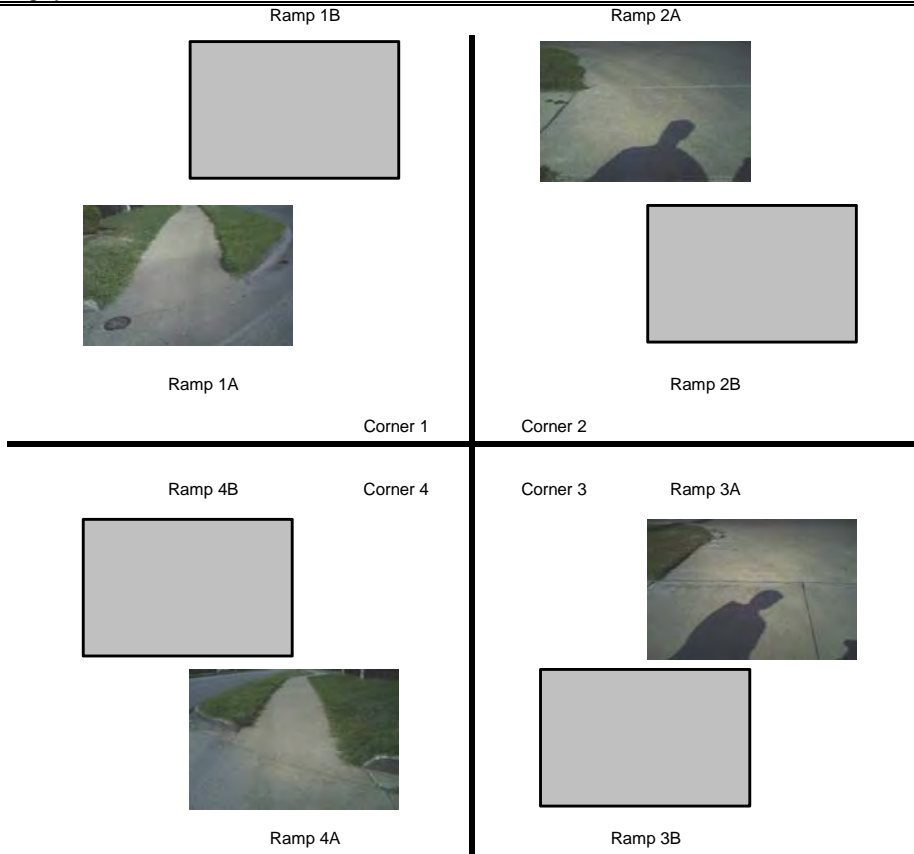 Ramp 1B
Ramp 2A
Ramp 1A
Ramp 2B
Corner 1
Corner 2
Ramp 4B
Corner 4
Corner 3
Ramp 3A
Ramp 4A
Ramp 3B